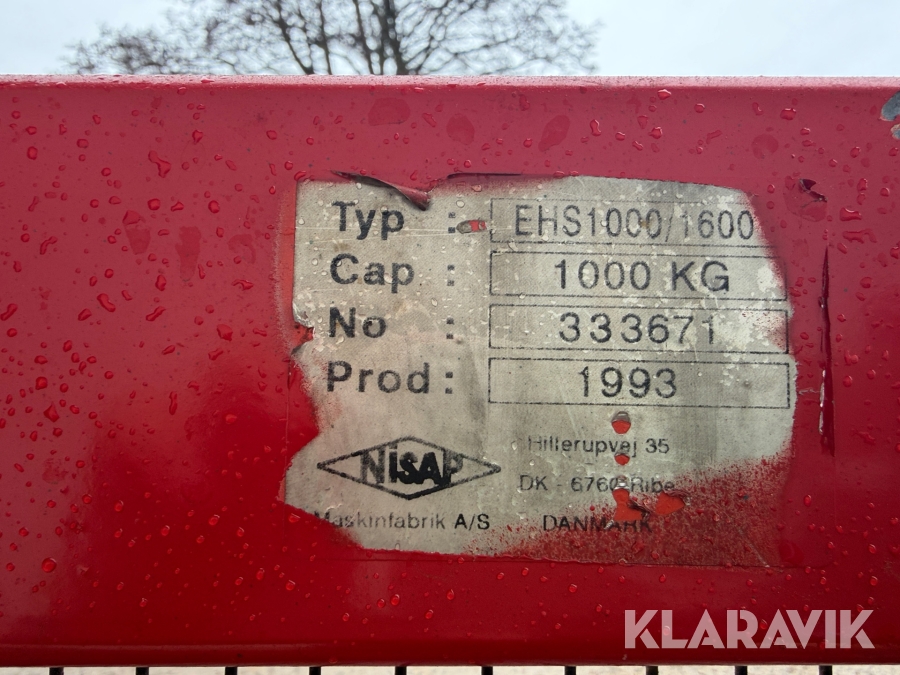 Typ : EHS1000/1600
Cap : 1000 KG
No : 333671
Prod : 1993
NISAP
Hillerupvej 35
DK - 6760 Ribe
Maskinfabrik A/S DANMARK
KLARAVIK